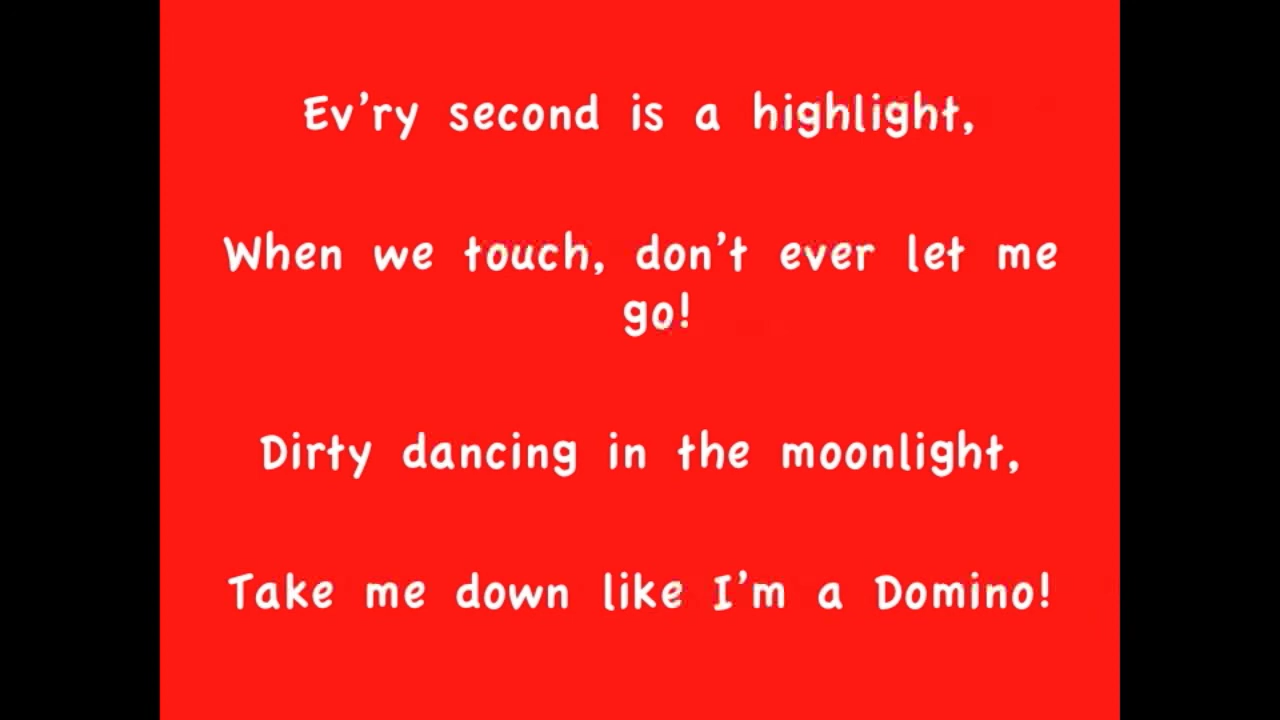 Ev'ry second is a highlight,
When we touch, don't ever let me
go!
Dirty dancing in the moonlight,
Take me down like I'm a Domino!